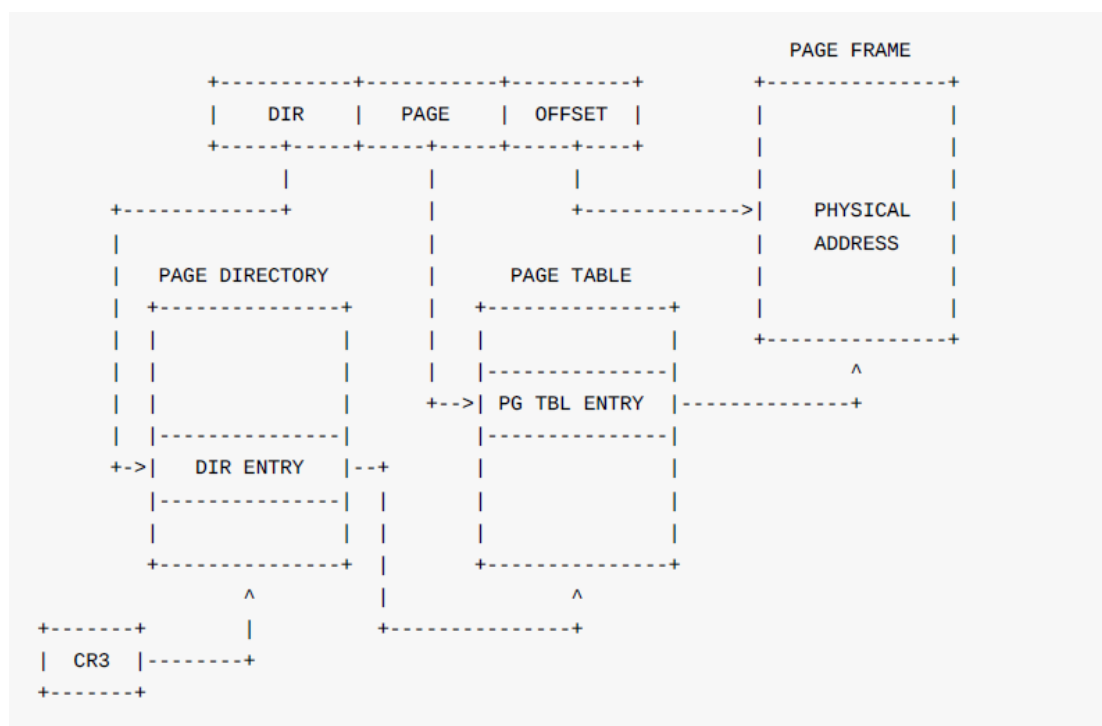 PAGE FRAME
DIR PAGE OFFSET
PHYSICAL
ADDRESS
PAGE DIRECTORY PAGE TABLE
PG TBL ENTRY
DIR ENTRY
CR3